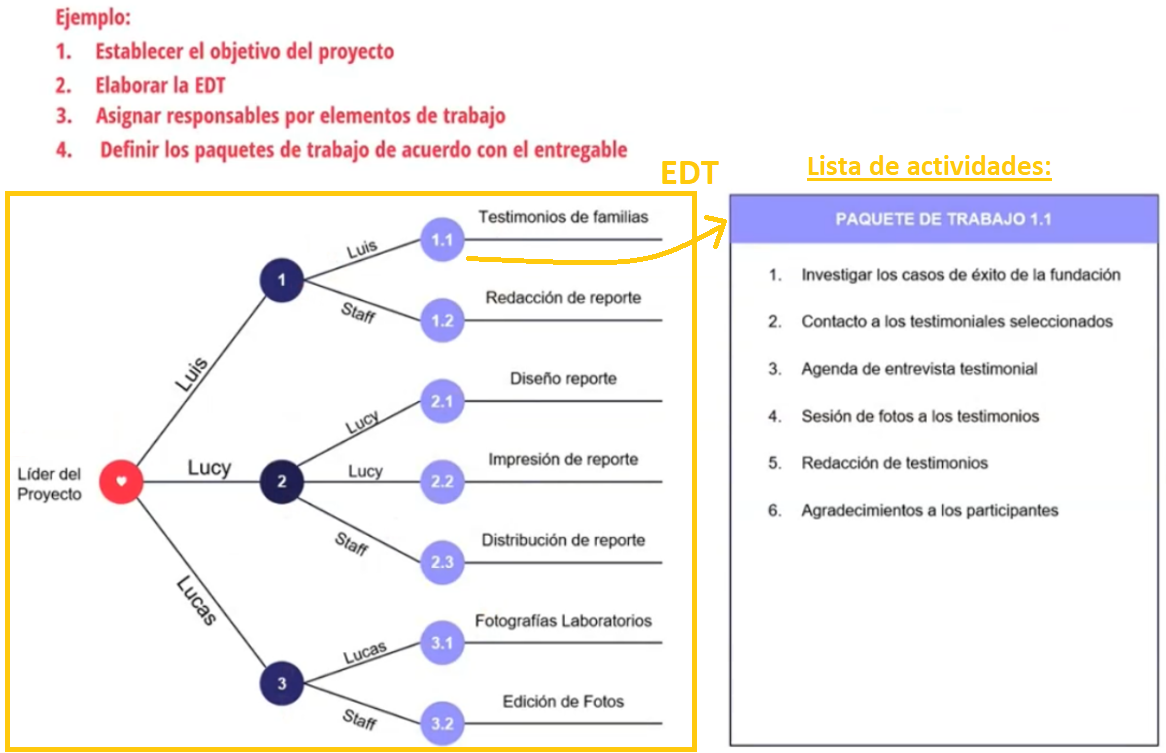 Ejemplo:
1. Establecer el objetivo del proyecto
2. Elaborar la EDT
3. Asignar responsables por elementos de trabajo
4. Definir los paquetes de trabajo de acuerdo con el entregable
EDT
Lista de actividades:
Líder del
Proyecto
Luis
1
Luis
1.1
Testimonios de familias
Staff
1.2
Redacción de reporte
Lucy
2
Lucy
2.1
Diseño reporte
Lucy
2.2
Impresión de reporte
Staff
2.3
Distribución de reporte
Lucas
3
Lucas
3.1
Fotografías Laboratorios
Staff
3.2
Edición de Fotos
PAQUETE DE TRABAJO 1.1
1. Investigar los casos de éxito de la fundación
2. Contacto a los testimoniales seleccionados
3. Agenda de entrevista testimonial
4. Sesión de fotos a los testimonios
5. Redacción de testimonios
6. Agradecimientos a los participantes